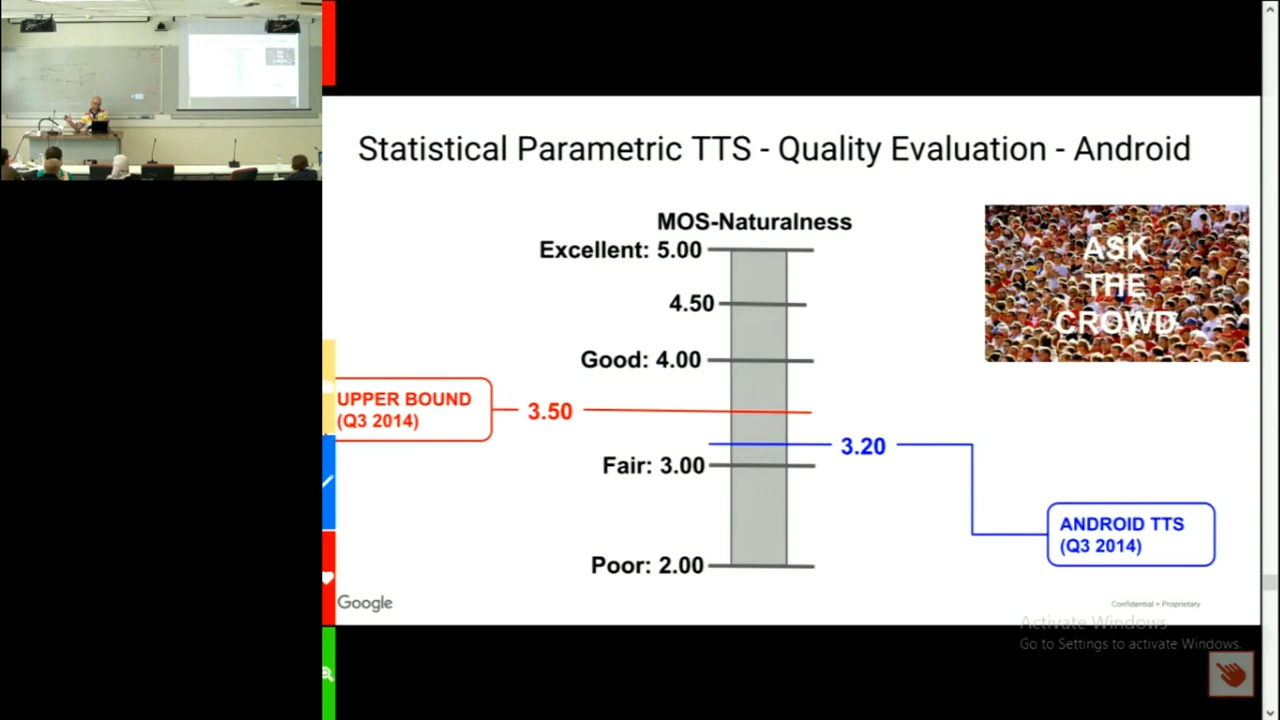 Statistical Parametric TTS - Quality Evaluation - Android
MOS-Naturalness
Excellent: 5.00
4.50
Good: 4.00
UPPER BOUND
(Q3 2014)
3.50
3.20
Fair: 3.00
ANDROID TTS
(Q3 2014)
Poor: 2.00
ASK
THE
CROWD
Google
Confidential + Proprietary
Activate Windows
Go to Settings to activate Windows.